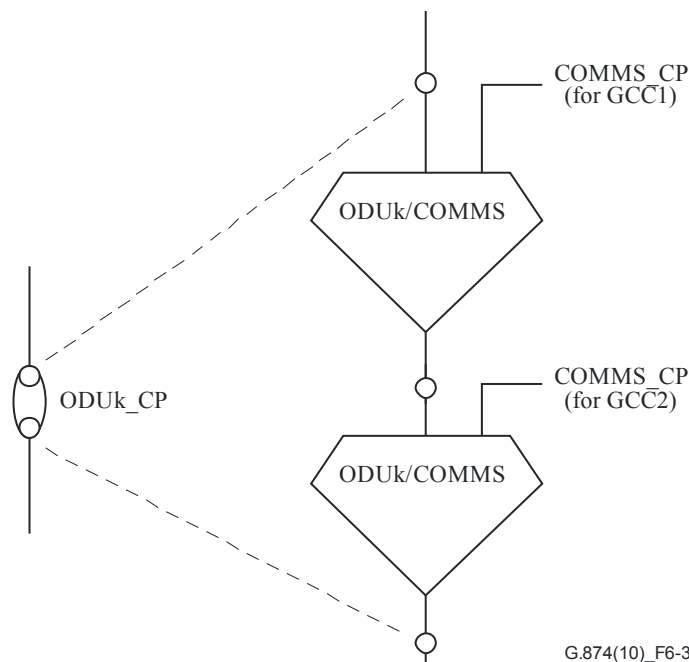 COMMS_CP
(for GCC1)
ODUk/COMMS
ODUk_CP
COMMS_CP
(for GCC2)
ODUk/COMMS
G.874(10)_F6-3